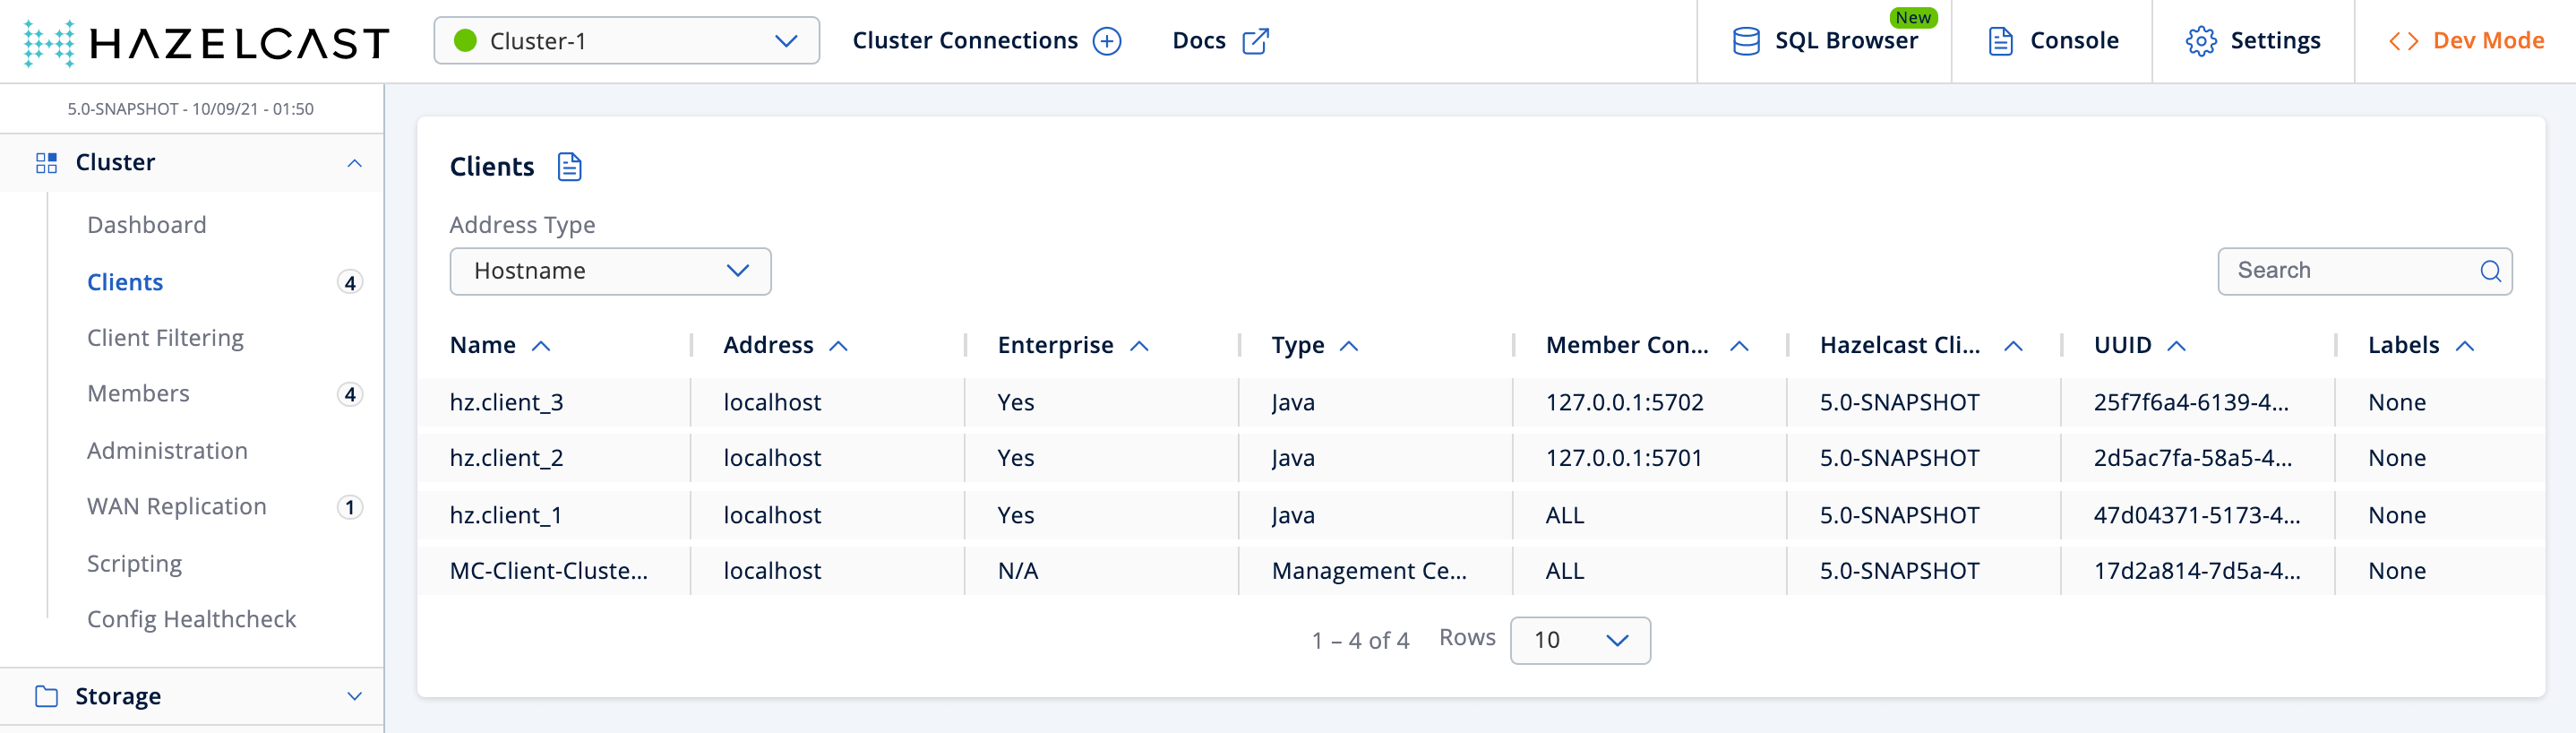 HAZELCAST
Cluster-1
Cluster Connections
Docs
New
SQL Browser
Console
Settings
Dev Mode
5.0-SNAPSHOT - 10/09/21 - 01:50
Cluster
Dashboard
Clients 4
Client Filtering
Members 4
Administration
WAN Replication 1
Scripting
Config Healthcheck
Storage
Clients
Address Type
Hostname
Search
Name Address Enterprise Type Member Con... Hazelcast Cli... UUID Labels
hz.client_3 localhost Yes Java 127.0.0.1:5702 5.0-SNAPSHOT 25f7f6a4-6139-4... None
hz.client_2 localhost Yes Java 127.0.0.1:5701 5.0-SNAPSHOT 2d5ac7fa-58a5-4... None
hz.client_1 localhost Yes Java ALL 5.0-SNAPSHOT 47d04371-5173-4... None
MC-Client-Cluste... localhost N/A Management Ce... ALL 5.0-SNAPSHOT 17d2a814-7d5a-4... None
1 – 4 of 4 Rows 10